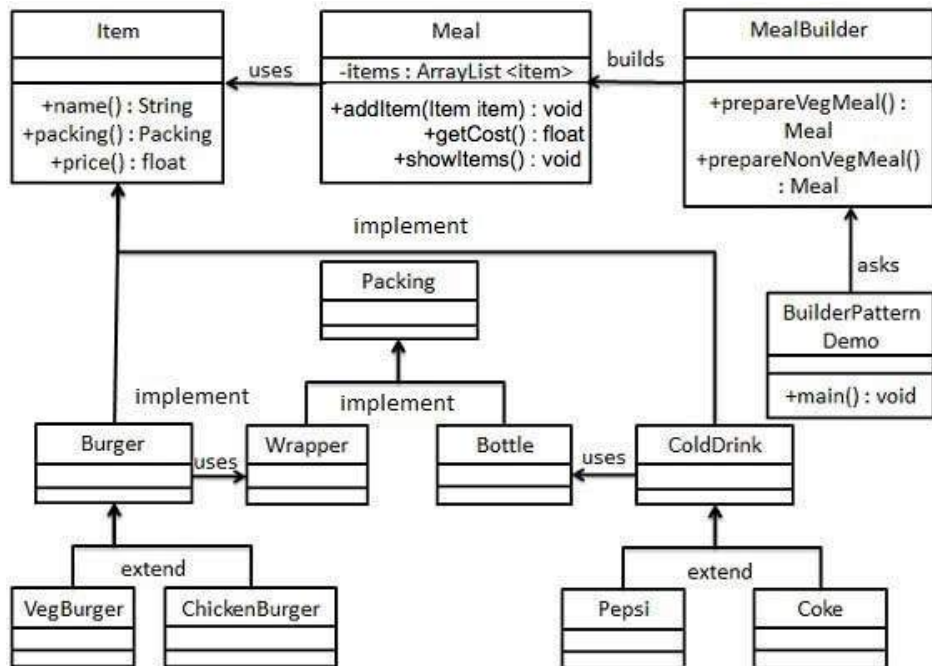 Item
+name() : String
+packing() : Packing
+price() : float
uses
Meal
-items : ArrayList <item>
+addItem(Item item) : void
+getCost() : float
+showItems() : void
builds
MealBuilder
+prepareVegMeal() :
Meal
+prepareNonVegMeal()
: Meal
implement
asks
Packing
BuilderPattern
Demo
+main() : void
implement
implement
Burger
uses
Wrapper
Bottle
uses
ColdDrink
extend
extend
VegBurger
ChickenBurger
Pepsi
Coke